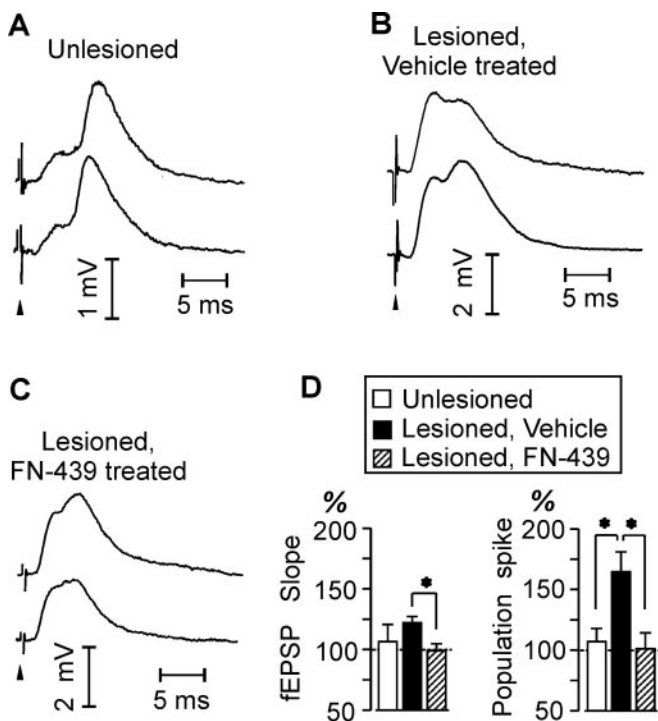 A
Unlesioned
1 mV
5 ms
B
Lesioned,
Vehicle treated
2 mV
5 ms
C
Lesioned,
FN-439 treated
2 mV
5 ms
D
Unlesioned
Lesioned, Vehicle
Lesioned, FN-439
%
200
150
100
50
fEPSP Slope
*
%
200
150
100
50
Population spike
* *